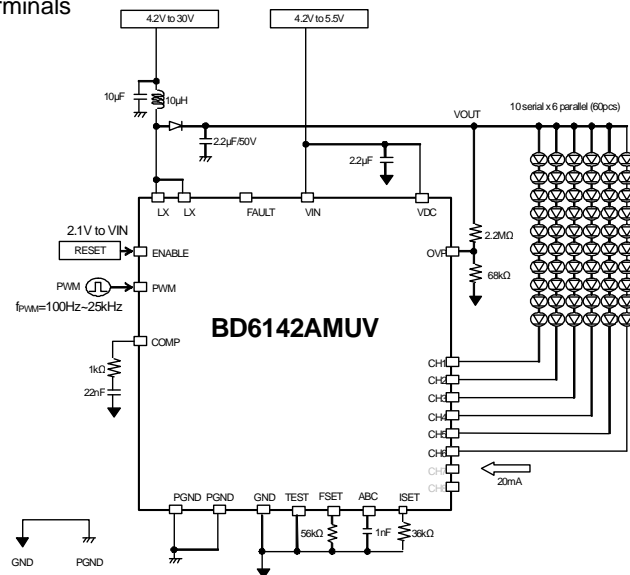 terminals
4.2V to 30V
4.2V to 5.5V
10µF
10µH
VOUT
10 serial x 6 parallel (60pcs)
2.2µF/50V
2.2µF
LX
LX
FAULT
VIN
VDC
2.1V to VIN
RESET
ENABLE
2.2MΩ
OVP
PWM
PWM
68kΩ
fPWM=100Hz~25kHz
BD6142AMUV
COMP
1kΩ
22nF
CH1
CH2
CH3
CH4
CH5
CH6
CH7
CH8
20mA
PGND
PGND
GND
TEST
FSET
ABC
ISET
56kΩ
1nF
36kΩ
GND
PGND